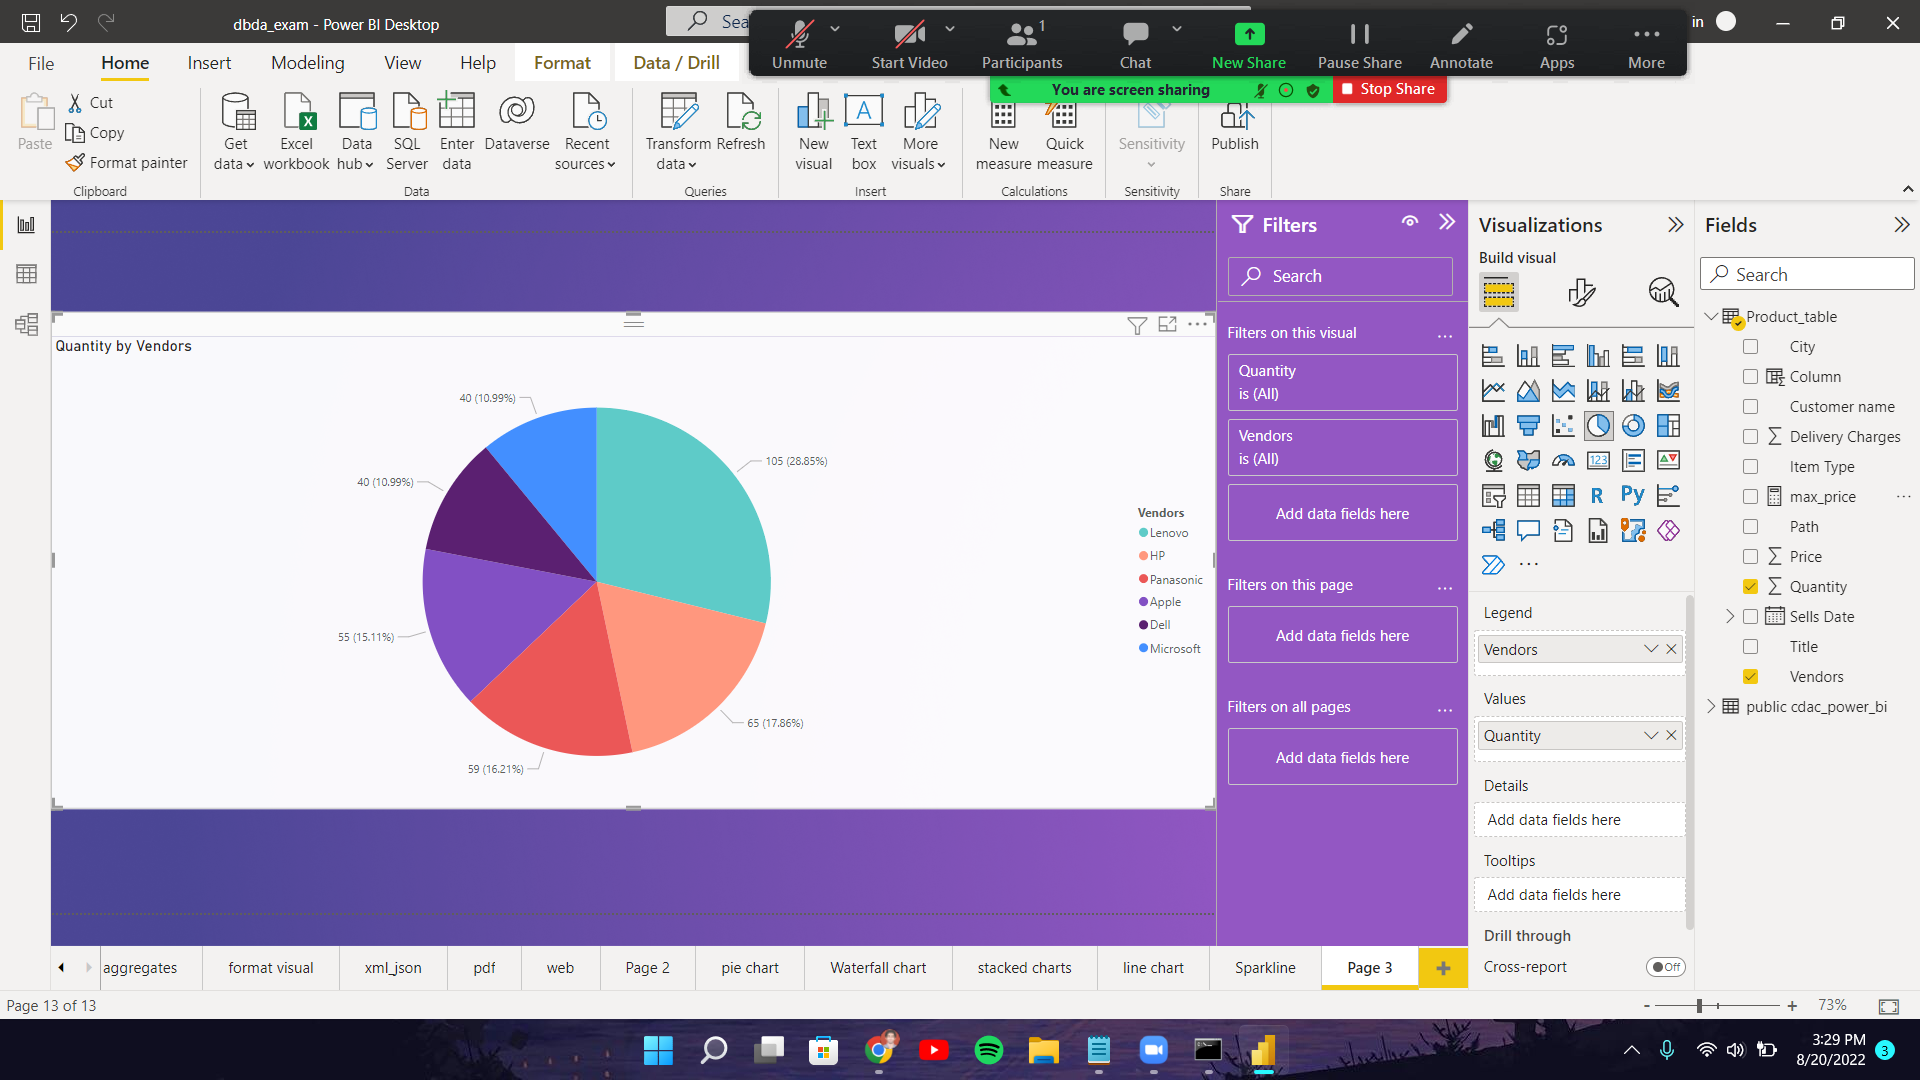 dbda_exam - Power BI Desktop
Sea
in
Unmute
Start Video
Participants
1
Chat
New Share
Pause Share
Annotate
Apps
More
You are screen sharing
Stop Share
File
Home
Insert
Modeling
View
Help
Format
Data / Drill
Paste
Cut
Copy
Format painter
Clipboard
Get data
Excel workbook
Data hub
SQL Server
Enter data
Dataverse
Recent sources
Data
Transform data
Refresh
Queries
New visual
Text box
More visuals
Insert
New measure
Quick measure
Calculations
Sensitivity
Sensitivity
Publish
Share
Quantity by Vendors
40 (10.99%)
105 (28.85%)
40 (10.99%)
55 (15.11%)
65 (17.86%)
59 (16.21%)
Vendors
Lenovo
HP
Panasonic
Apple
Dell
Microsoft
Filters
Search
Filters on this visual
Quantity
is (All)
Vendors
is (All)
Add data fields here
Filters on this page
Add data fields here
Filters on all pages
Add data fields here
Visualizations
Build visual
123
R
Py
Legend
Vendors
Values
Quantity
Details
Add data fields here
Tooltips
Add data fields here
Drill through
Cross-report
Off
Fields
Search
Product_table
City
Column
Customer name
Delivery Charges
Item Type
max_price
Path
Price
Quantity
Sells Date
Title
Vendors
public cdac_power_bi
aggregates
format visual
xml_json
pdf
web
Page 2
pie chart
Waterfall chart
stacked charts
line chart
Sparkline
Page 3
Page 13 of 13
- + 73%
3:29 PM
8/20/2022
3